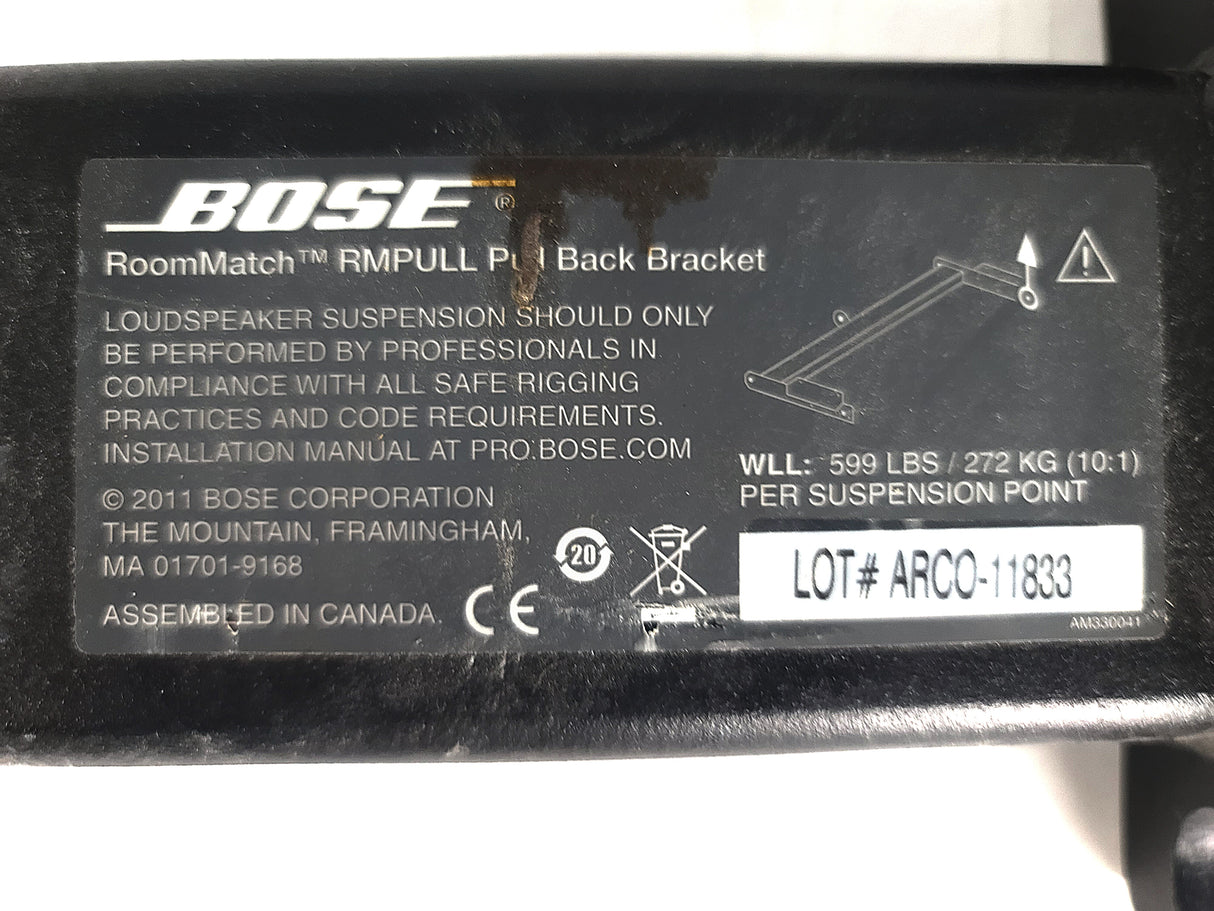 BOSE®
RoomMatch™ RMPULL Pull Back Bracket
LOUDSPEAKER SUSPENSION SHOULD ONLY
BE PERFORMED BY PROFESSIONALS IN
COMPLIANCE WITH ALL SAFE RIGGING
PRACTICES AND CODE REQUIREMENTS.
INSTALLATION MANUAL AT PRO.BOSE.COM
© 2011 BOSE CORPORATION
THE MOUNTAIN, FRAMINGHAM,
MA 01701-9168
ASSEMBLED IN CANADA.
CE
20
WLL: 599 LBS / 272 KG (10:1)
PER SUSPENSION POINT
LOT# ARCO-11833
AM330041